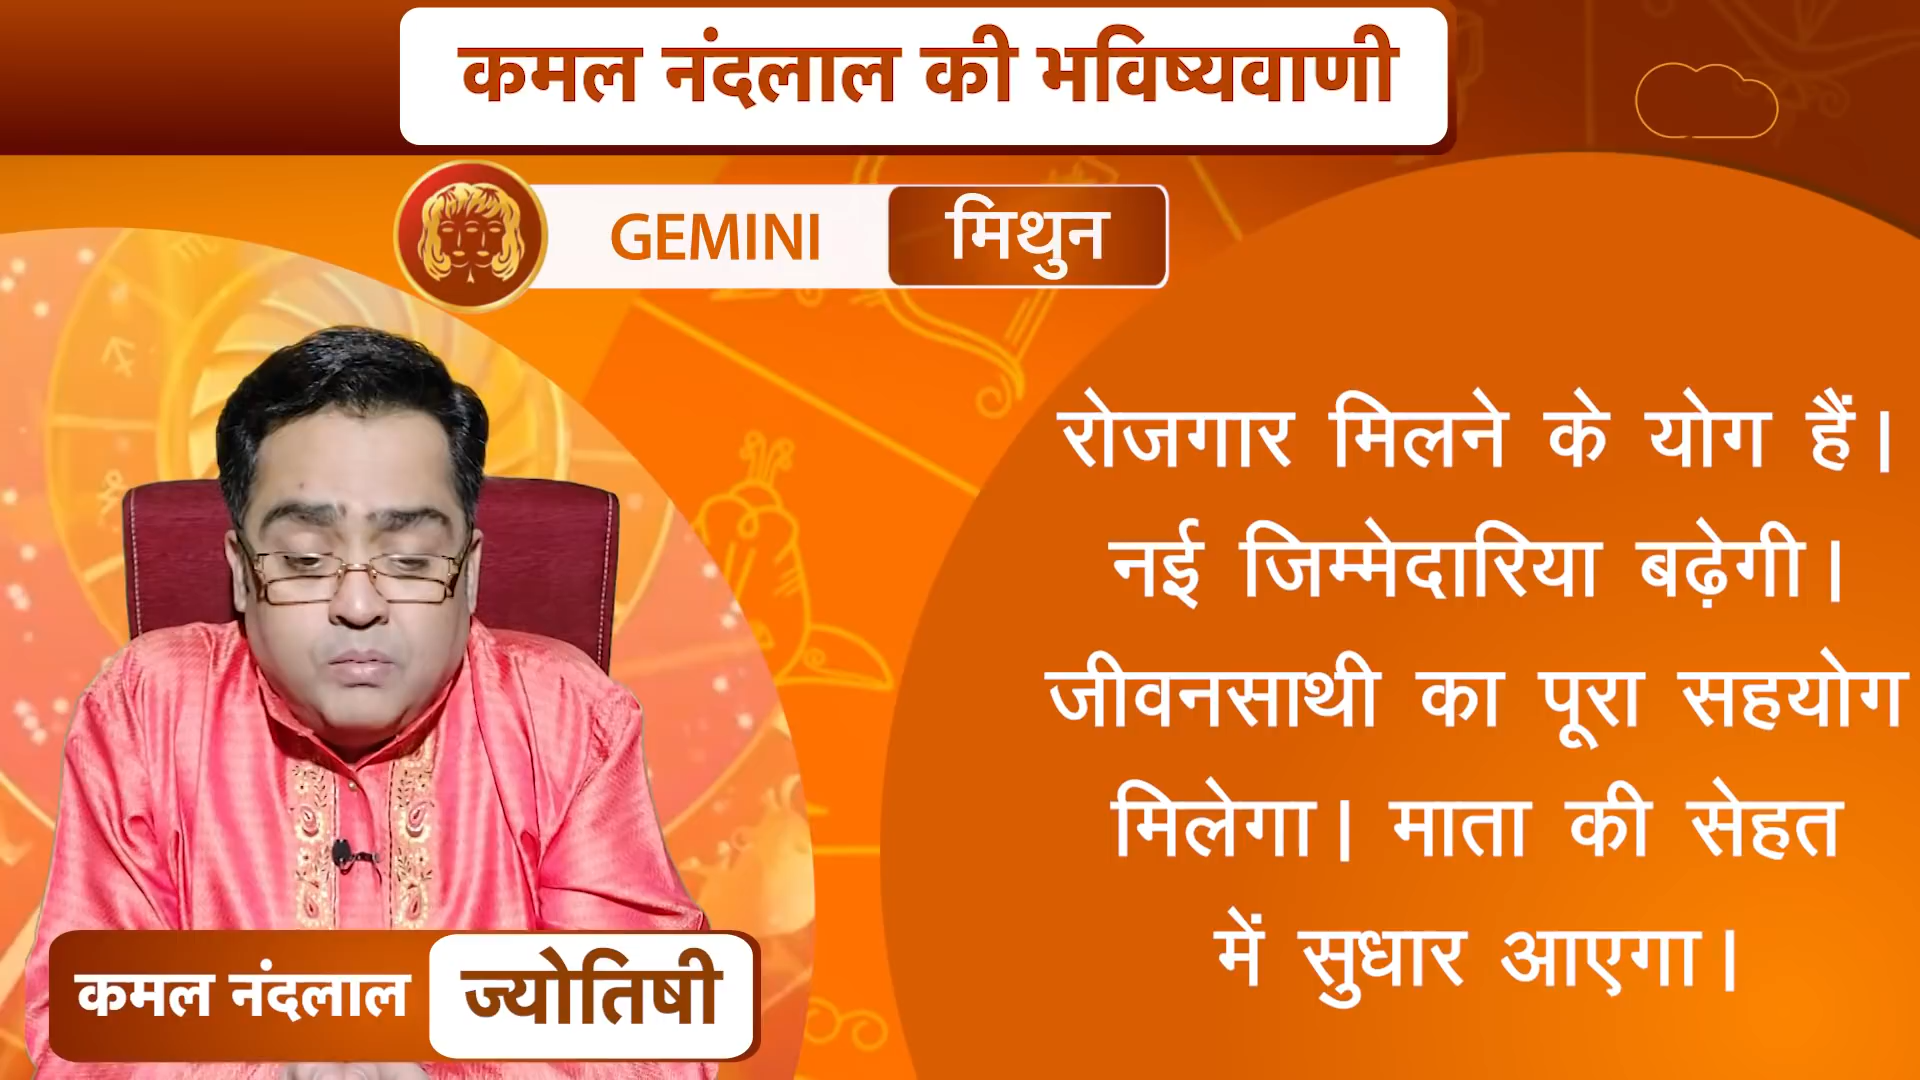 कमल नंदलाल की भविष्यवाणी
GEMINI मिथुन
रोजगार मिलने के योग हैं।
नई जिम्मेदारिया बढ़ेगी।
जीवनसाथी का पूरा सहयोग
मिलेगा। माता की सेहत
में सुधार आएगा।
कमल नंदलाल ज्योतिषी